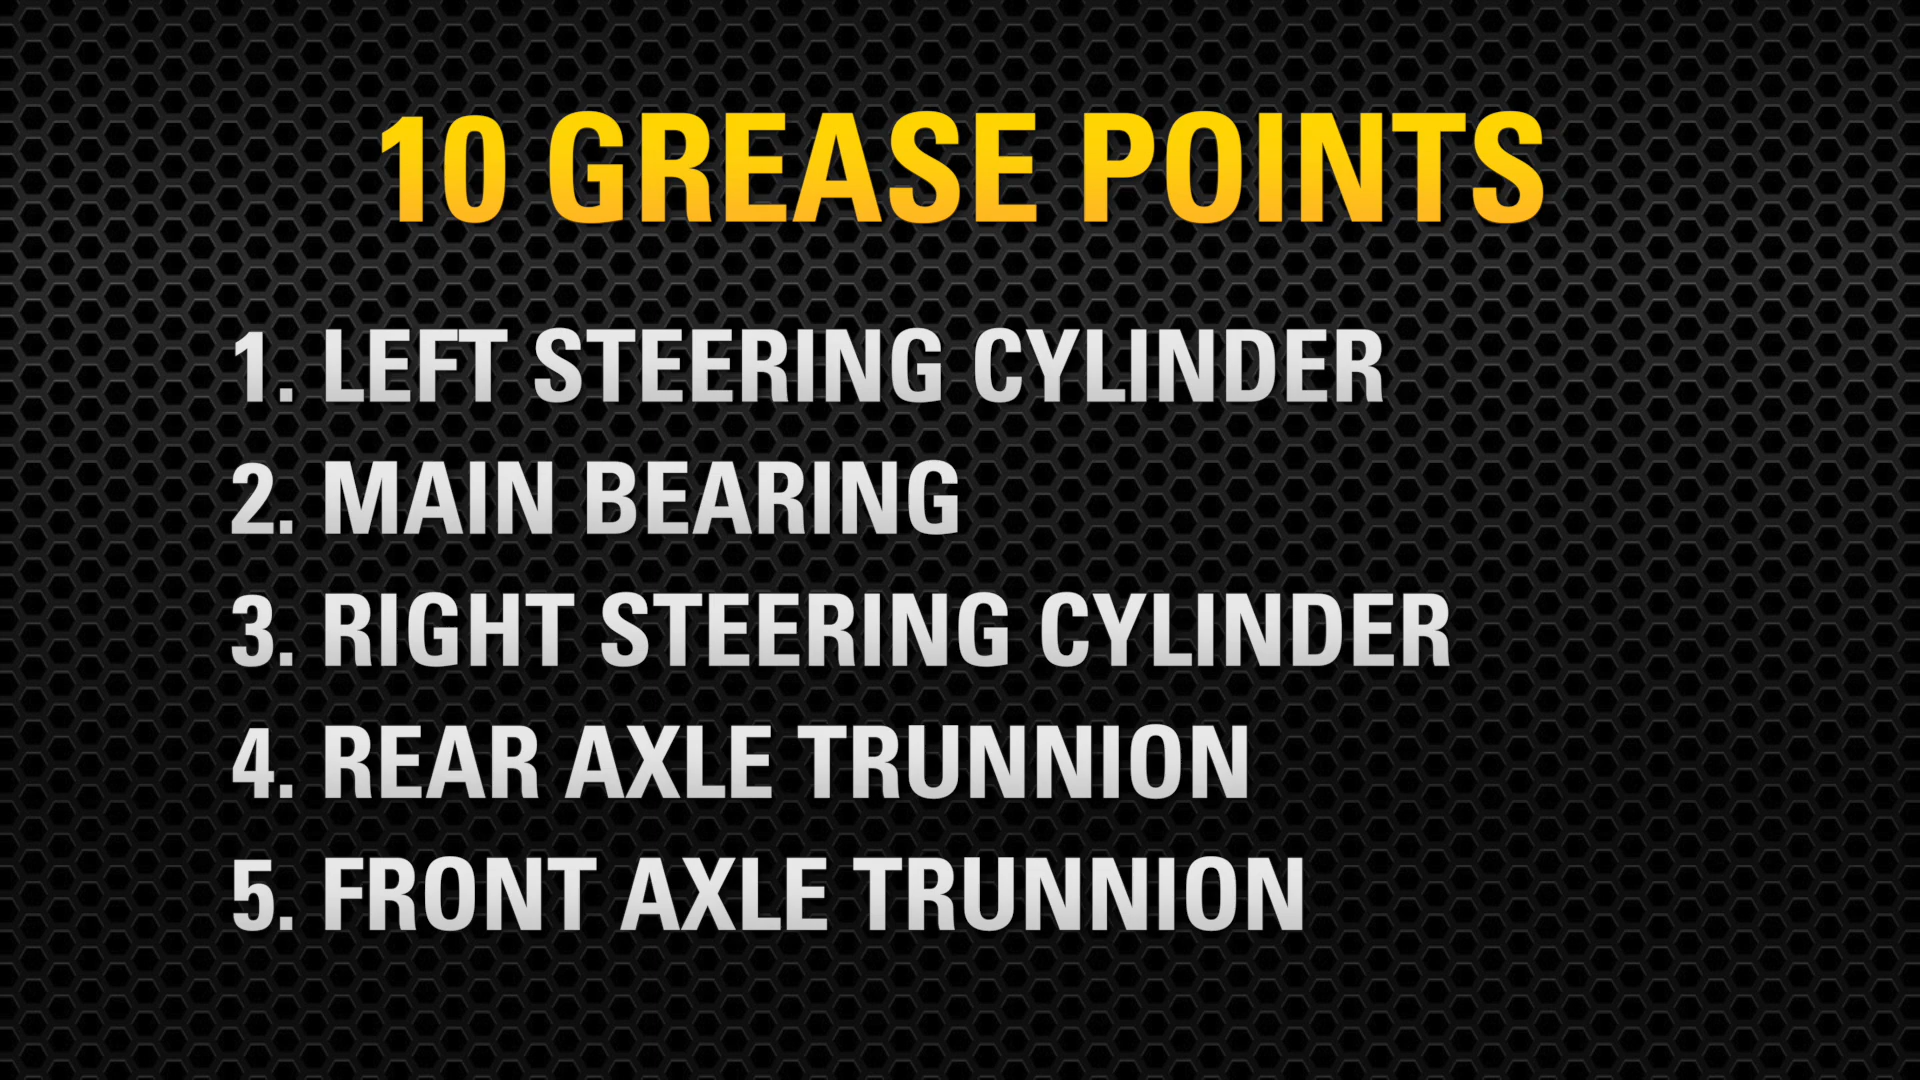 10 GREASE POINTS
1. LEFT STEERING CYLINDER
2. MAIN BEARING
3. RIGHT STEERING CYLINDER
4. REAR AXLE TRUNNION
5. FRONT AXLE TRUNNION